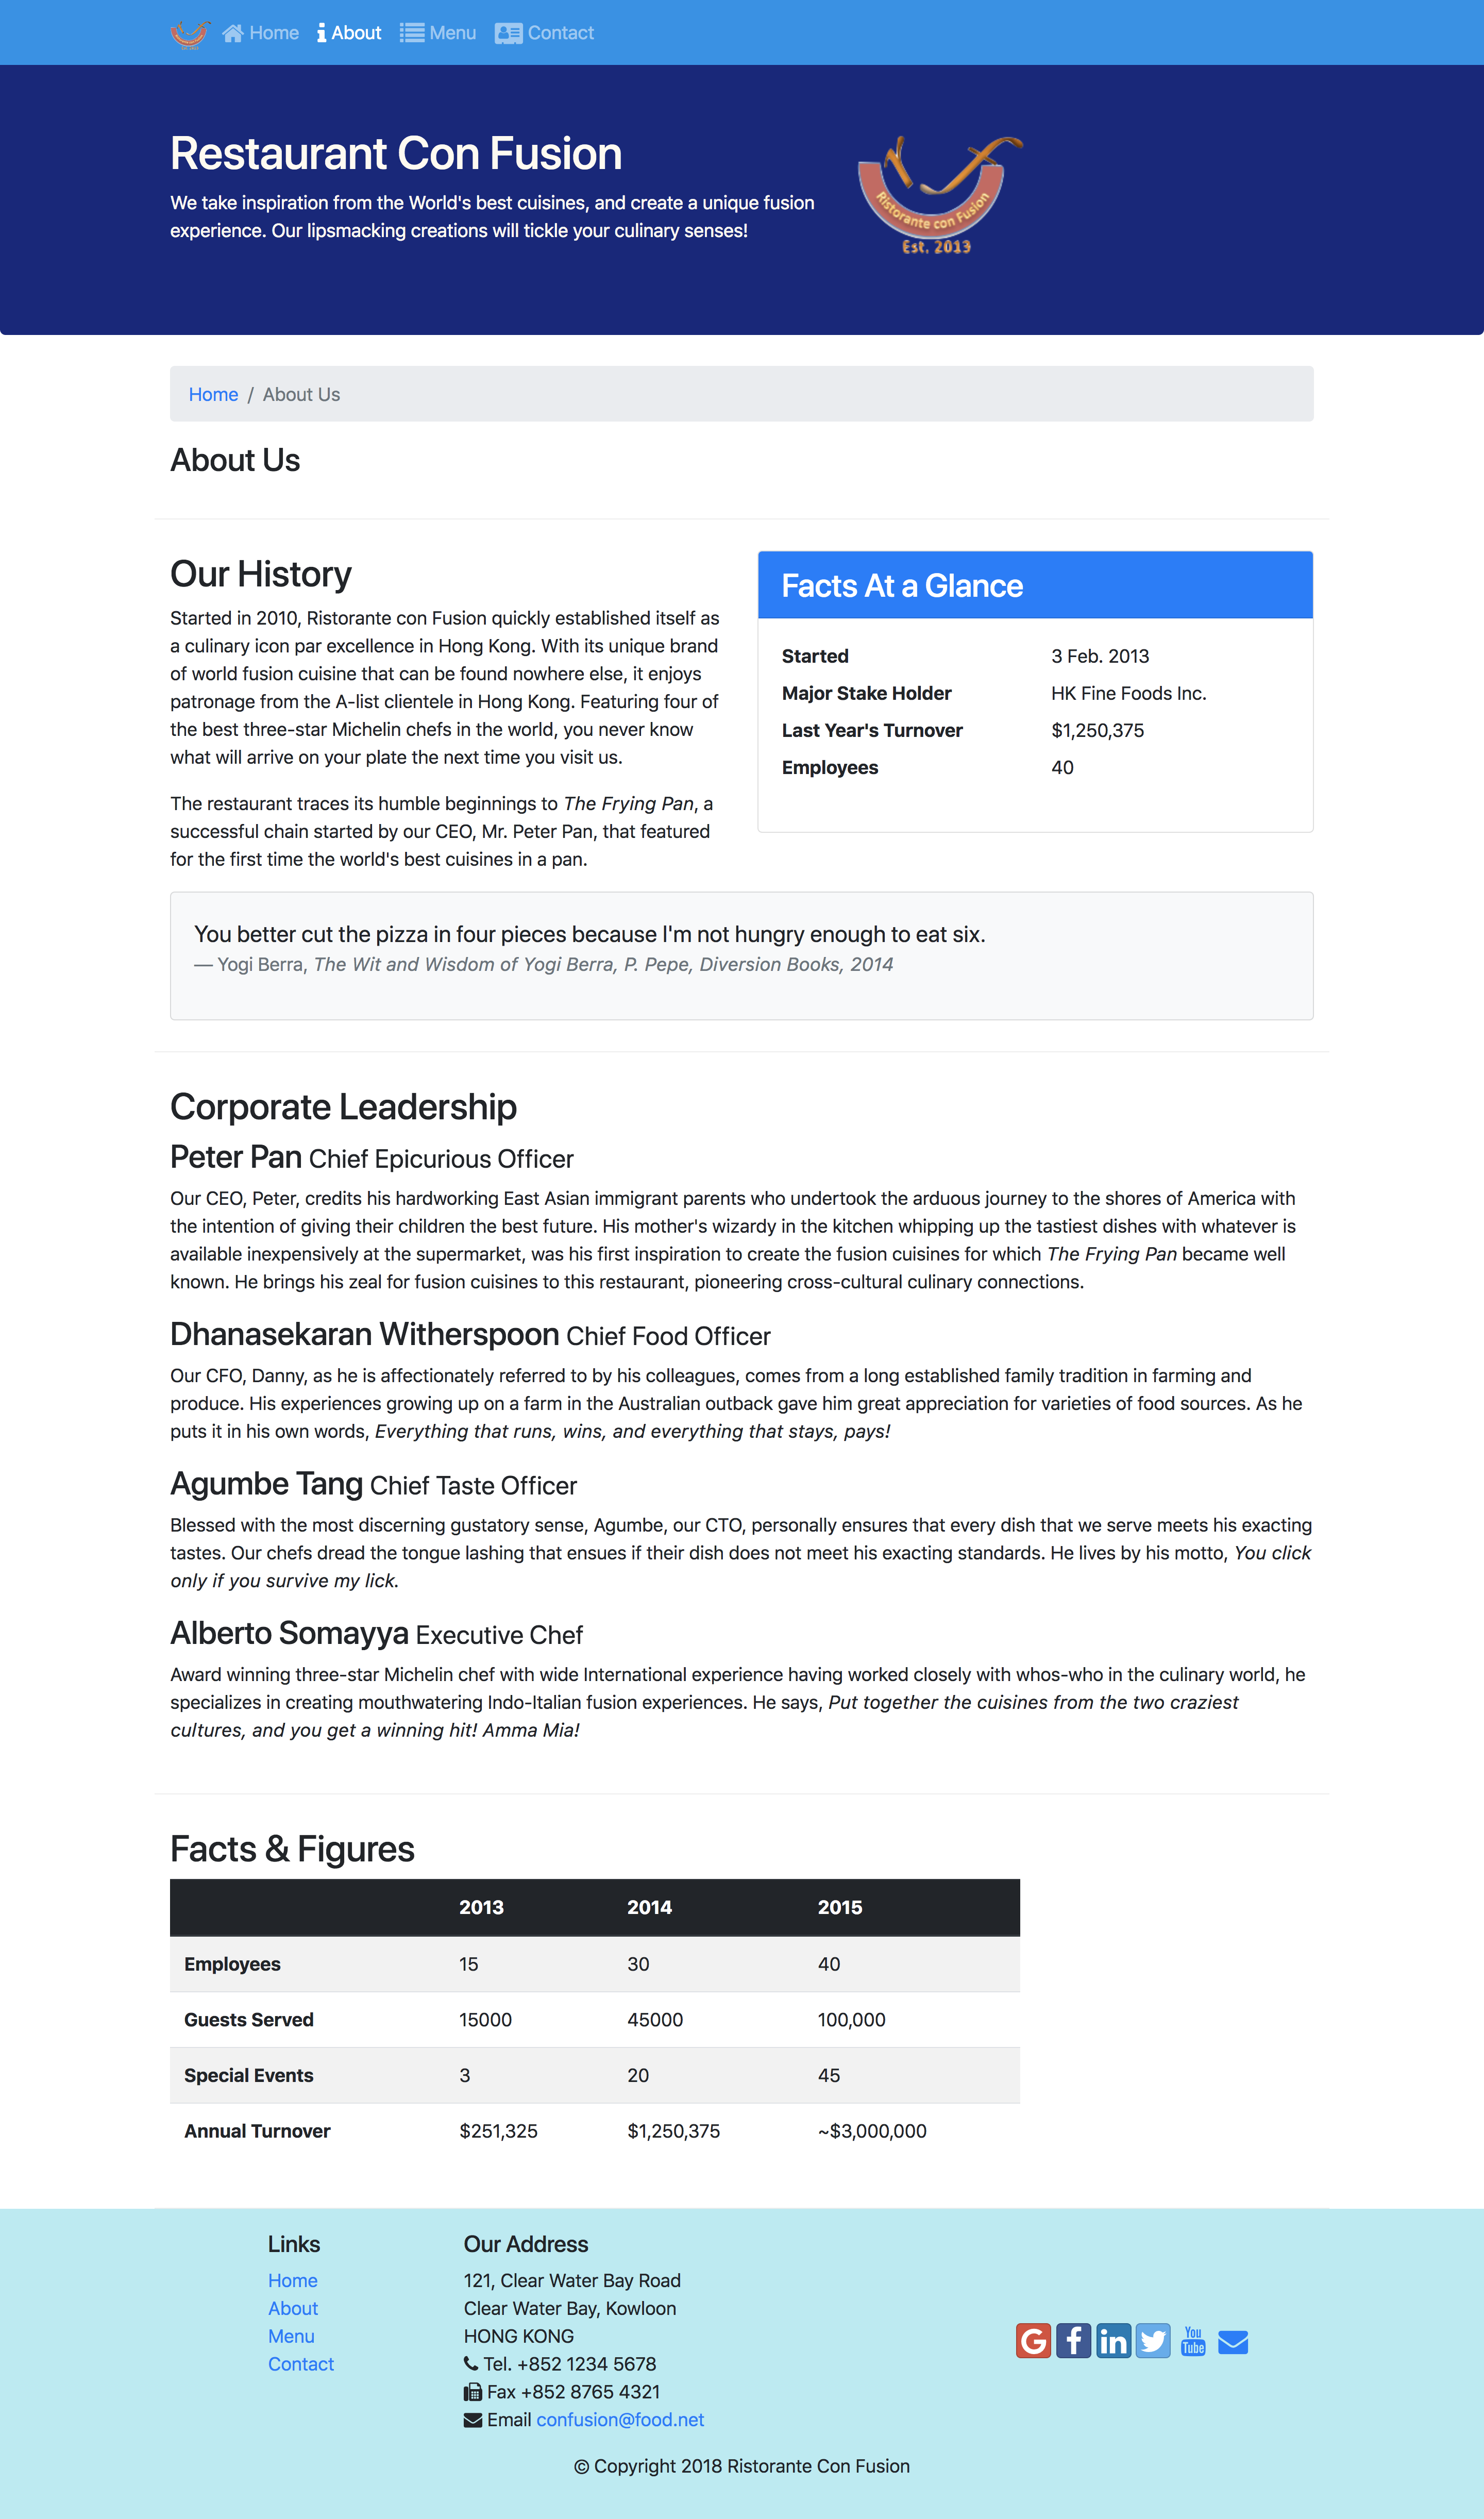 Home About Menu Contact
Restaurant Con Fusion
We take inspiration from the World's best cuisines, and create a unique fusion
experience. Our lipsmacking creations will tickle your culinary senses!
Ristorante con Fusion
Est. 2013
Home / About Us
About Us
Our History
Started in 2010, Ristorante con Fusion quickly established itself as
a culinary icon par excellence in Hong Kong. With its unique brand
of world fusion cuisine that can be found nowhere else, it enjoys
patronage from the A-list clientele in Hong Kong. Featuring four of
the best three-star Michelin chefs in the world, you never know
what will arrive on your plate the next time you visit us.
The restaurant traces its humble beginnings to The Frying Pan, a
successful chain started by our CEO, Mr. Peter Pan, that featured
for the first time the world's best cuisines in a pan.
Facts At a Glance
Started 3 Feb. 2013
Major Stake Holder HK Fine Foods Inc.
Last Year's Turnover $1,250,375
Employees 40
You better cut the pizza in four pieces because I'm not hungry enough to eat six.
— Yogi Berra, The Wit and Wisdom of Yogi Berra, P. Pepe, Diversion Books, 2014
Corporate Leadership
Peter Pan Chief Epicurious Officer
Our CEO, Peter, credits his hardworking East Asian immigrant parents who undertook the arduous journey to the shores of America with
the intention of giving their children the best future. His mother's wizardy in the kitchen whipping up the tastiest dishes with whatever is
available inexpensively at the supermarket, was his first inspiration to create the fusion cuisines for which The Frying Pan became well
known. He brings his zeal for fusion cuisines to this restaurant, pioneering cross-cultural culinary connections.
Dhanasekaran Witherspoon Chief Food Officer
Our CFO, Danny, as he is affectionately referred to by his colleagues, comes from a long established family tradition in farming and
produce. His experiences growing up on a farm in the Australian outback gave him great appreciation for varieties of food sources. As he
puts it in his own words, Everything that runs, wins, and everything that stays, pays!
Agumbe Tang Chief Taste Officer
Blessed with the most discerning gustatory sense, Agumbe, our CTO, personally ensures that every dish that we serve meets his exacting
tastes. Our chefs dread the tongue lashing that ensues if their dish does not meet his exacting standards. He lives by his motto, You click
only if you survive my lick.
Alberto Somayya Executive Chef
Award winning three-star Michelin chef with wide International experience having worked closely with whos-who in the culinary world, he
specializes in creating mouthwatering Indo-Italian fusion experiences. He says, Put together the cuisines from the two craziest
cultures, and you get a winning hit! Amma Mia!
Facts & Figures
2013 2014 2015
Employees 15 30 40
Guests Served 15000 45000 100,000
Special Events 3 20 45
Annual Turnover $251,325 $1,250,375 ~$3,000,000
Links
Home
About
Menu
Contact
Our Address
121, Clear Water Bay Road
Clear Water Bay, Kowloon
HONG KONG
Tel. +852 1234 5678
Fax +852 8765 4321
Email confusion@food.net
G f in You Tube
© Copyright 2018 Ristorante Con Fusion